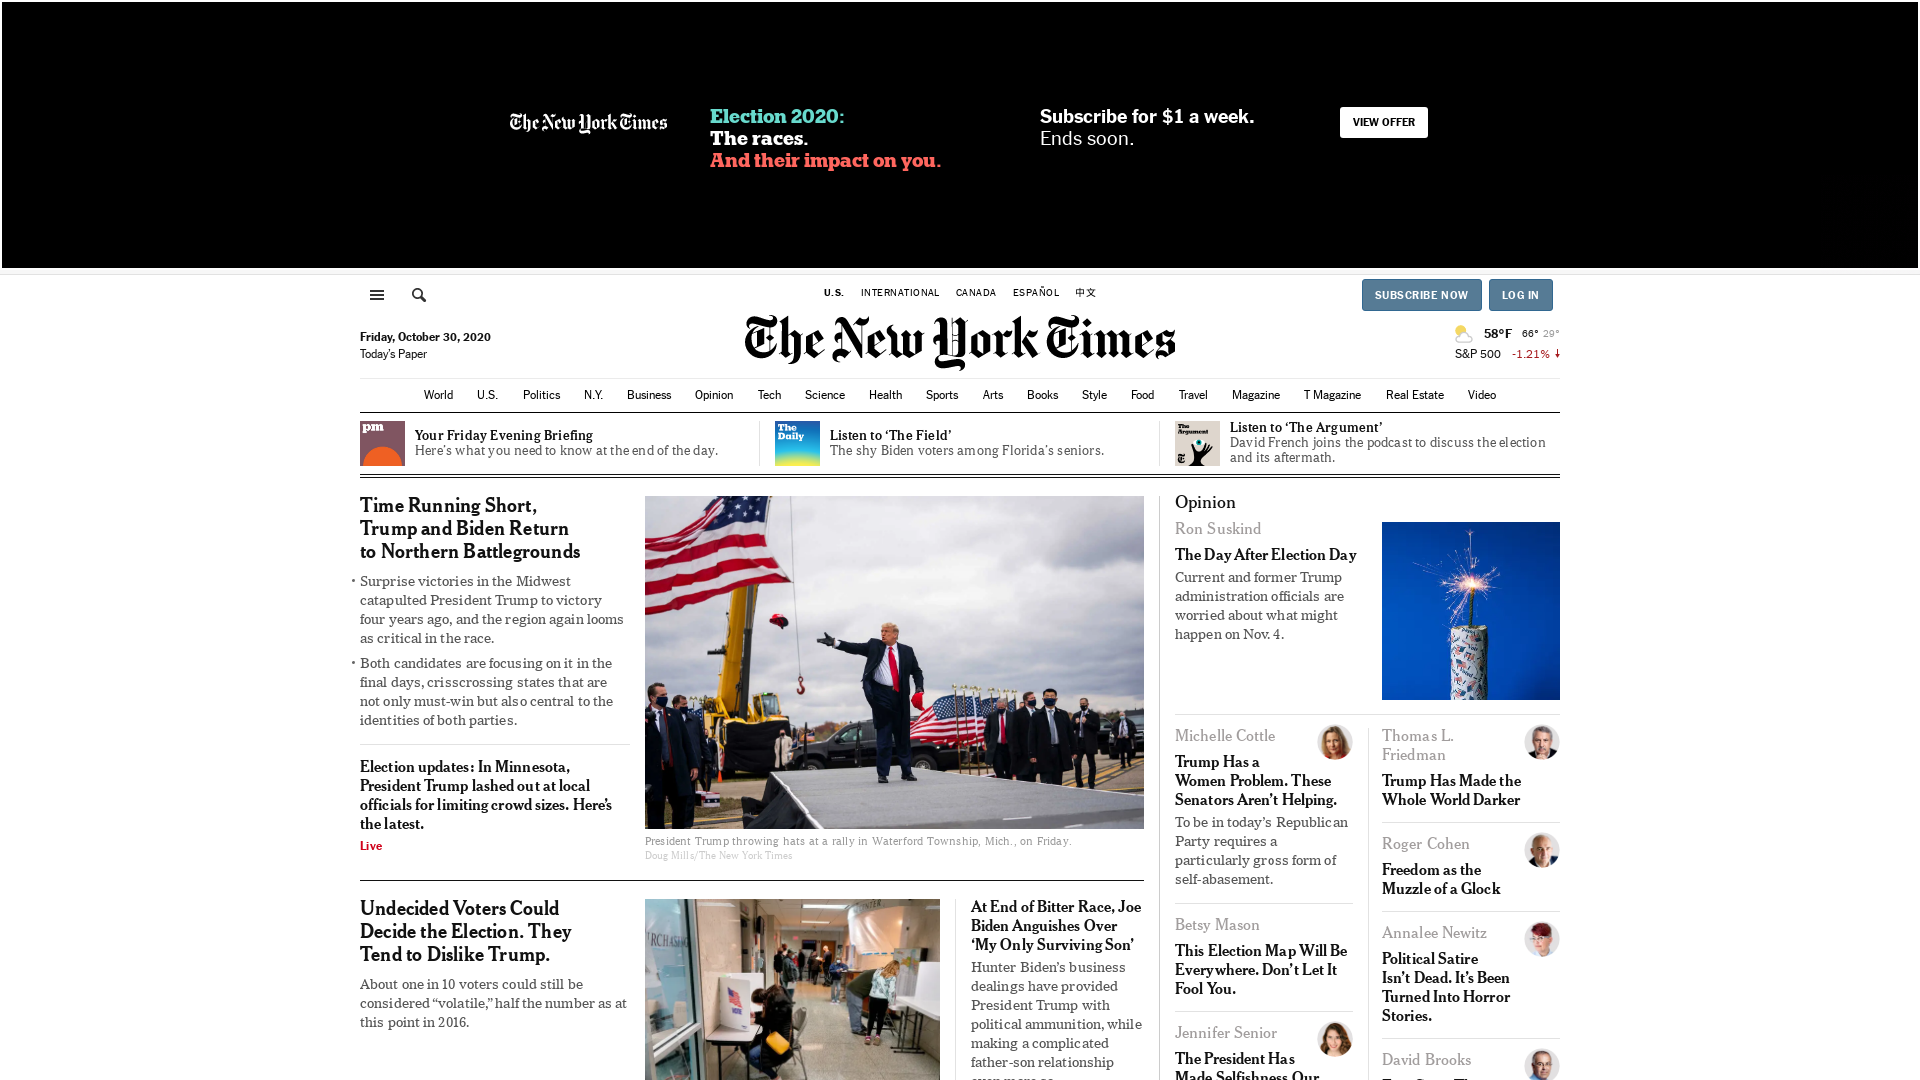 The New York Times
Election 2020:
The races.
And their impact on you.
Subscribe for $1 a week.
Ends soon.
VIEW OFFER
U.S.
INTERNATIONAL
CANADA
ESPAÑOL
中文
SUBSCRIBE NOW
LOG IN
Friday, October 30, 2020
Today's Paper
The New York Times
58°F 66° 29°
S&P 500 -1.21%
World
U.S.
Politics
N.Y.
Business
Opinion
Tech
Science
Health
Sports
Arts
Books
Style
Food
Travel
Magazine
T Magazine
Real Estate
Video
pm
Your Friday Evening Briefing
Here's what you need to know at the end of the day.
The
Daily
Listen to ‘The Field’
The shy Biden voters among Florida's seniors.
The
Argument
Listen to ‘The Argument’
David French joins the podcast to discuss the election
and its aftermath.
Time Running Short,
Trump and Biden Return
to Northern Battlegrounds
• Surprise victories in the Midwest
catapulted President Trump to victory
four years ago, and the region again looms
as critical in the race.
• Both candidates are focusing on it in the
final days, crisscrossing states that are
not only must-win but also central to the
identities of both parties.
Election updates: In Minnesota,
President Trump lashed out at local
officials for limiting crowd sizes. Here’s
the latest.
Live
President Trump throwing hats at a rally in Waterford Township, Mich., on Friday.
Doug Mills/The New York Times
Undecided Voters Could
Decide the Election. They
Tend to Dislike Trump.
About one in 10 voters could still be
considered “volatile,” half the number as at
this point in 2016.
At End of Bitter Race, Joe
Biden Anguishes Over
‘My Only Surviving Son’
Hunter Biden’s business
dealings have provided
President Trump with
political ammunition, while
making a complicated
father-son relationship
Opinion
Ron Suskind
The Day After Election Day
Current and former Trump
administration officials are
worried about what might
happen on Nov. 4.
Michelle Cottle
Trump Has a
Women Problem. These
Senators Aren’t Helping.
To be in today’s Republican
Party requires a
particularly gross form of
self-abasement.
Betsy Mason
This Election Map Will Be
Everywhere. Don’t Let It
Fool You.
Jennifer Senior
The President Has
Made Selfishness Our
Thomas L.
Friedman
Trump Has Made the
Whole World Darker
Roger Cohen
Freedom as the
Muzzle of a Glock
Annalee Newitz
Political Satire
Isn’t Dead. It’s Been
Turned Into Horror
Stories.
David Brooks